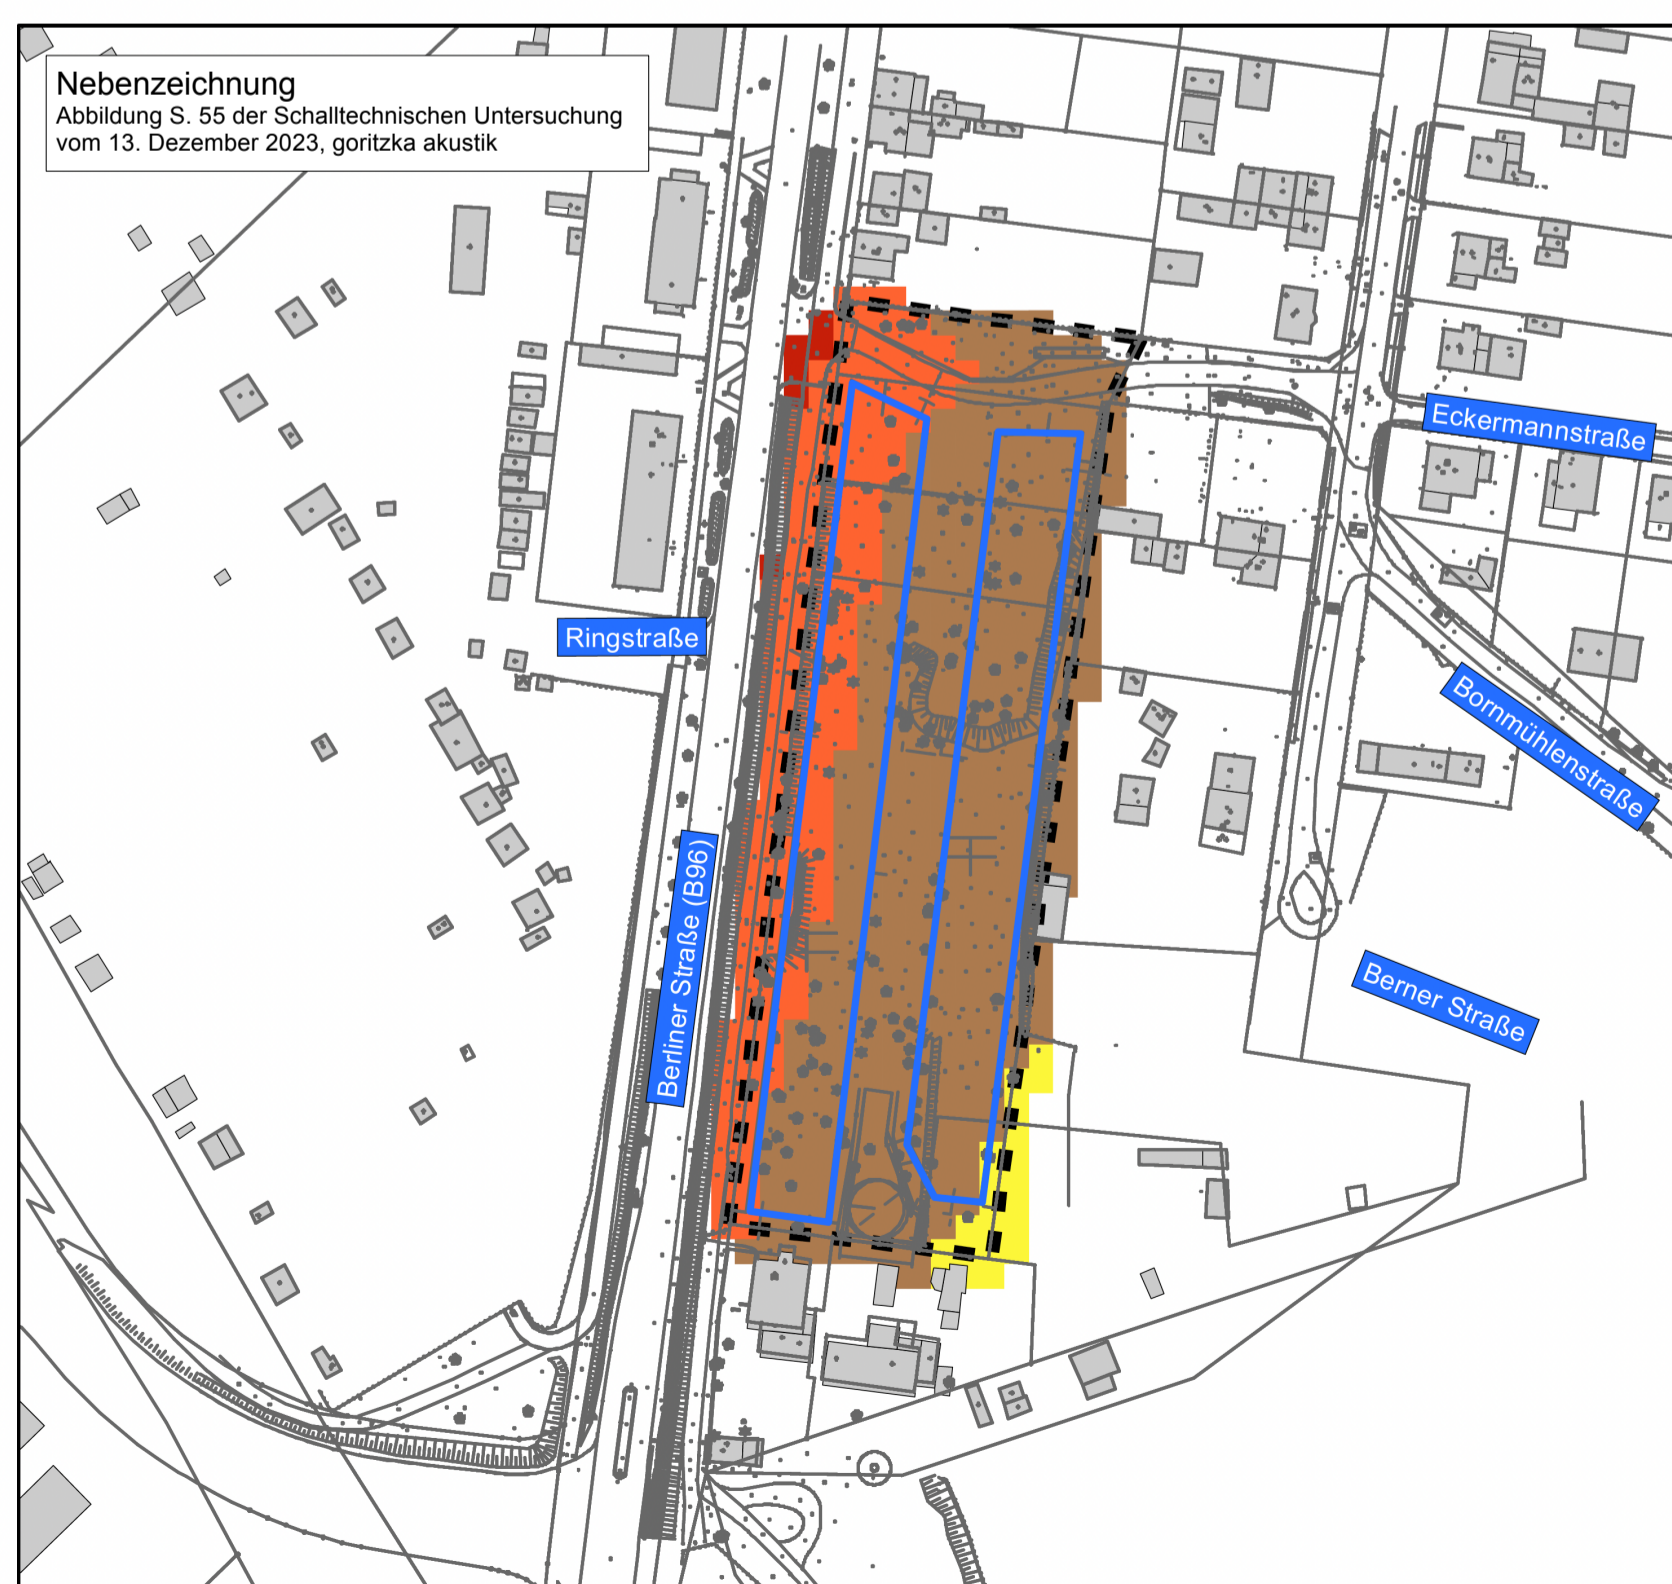 Nebenzeichnung
Abbildung S. 55 der Schalltechnischen Untersuchung
vom 13. Dezember 2023, goritzka akustik
Eckermannstraße
Ringstraße
Bornmühlenstraße
Berliner Straße (B96)
Berner Straße